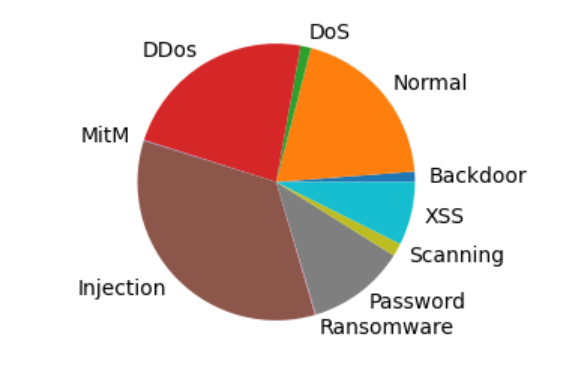 DoS
DDos
Normal
MitM
Backdoor
XSS
Scanning
Injection
Password
Ransomware